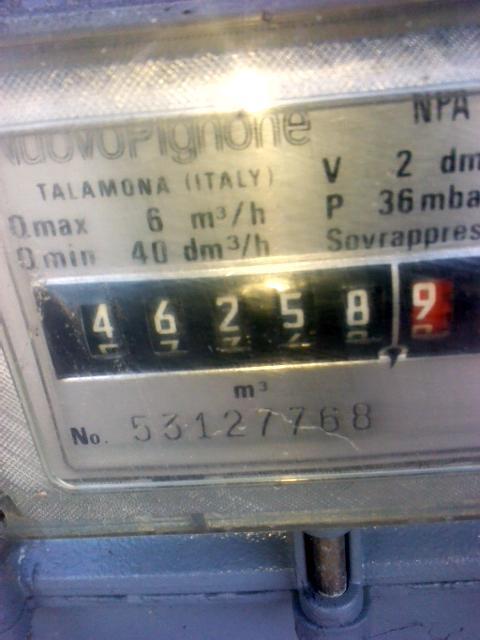 NuovoPignone
NPA
TALAMONA (ITALY)
V 2 dm
Q max 6 m³/h
P 36 mba
Q min 40 dm³/h
Sovrappres
4 6 2 5 8 9
m³
No. 53127768